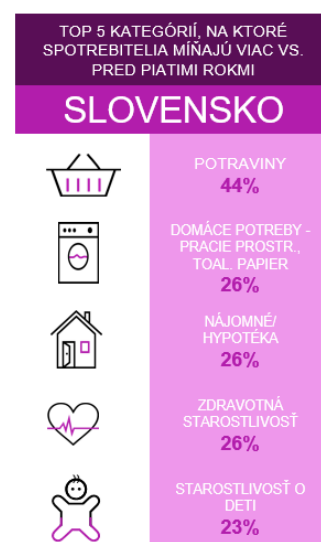 TOP 5 KATEGÓRIÍ, NA KTORÉ
SPOTREBITELIA MÍŇAJÚ VIAC VS.
PRED PIATIMI ROKMI
SLOVENSKO
POTRAVINY
44%
DOMÁCE POTREBY -
PRACIE PROSTR.,
TOAL. PAPIER
26%
NÁJOMNÉ/
HYPOTÉKA
26%
ZDRAVOTNÁ
STAROSTLIVOSŤ
26%
STAROSTLIVOSŤ O
DETI
23%